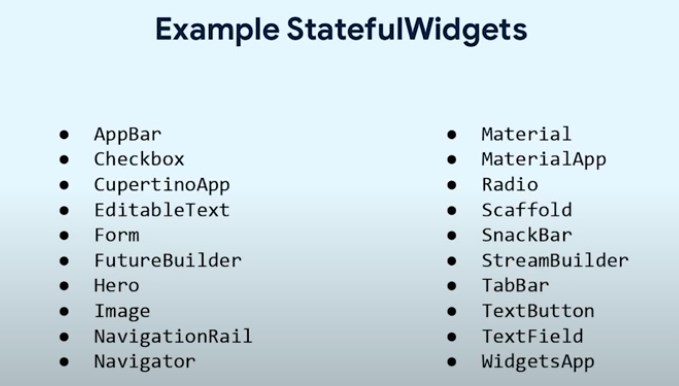 Example StatefulWidgets
● AppBar
● Checkbox
● CupertinoApp
● EditableText
● Form
● FutureBuilder
● Hero
● Image
● NavigationRail
● Navigator
● Material
● MaterialApp
● Radio
● Scaffold
● SnackBar
● StreamBuilder
● TabBar
● TextButton
● TextField
● WidgetsApp